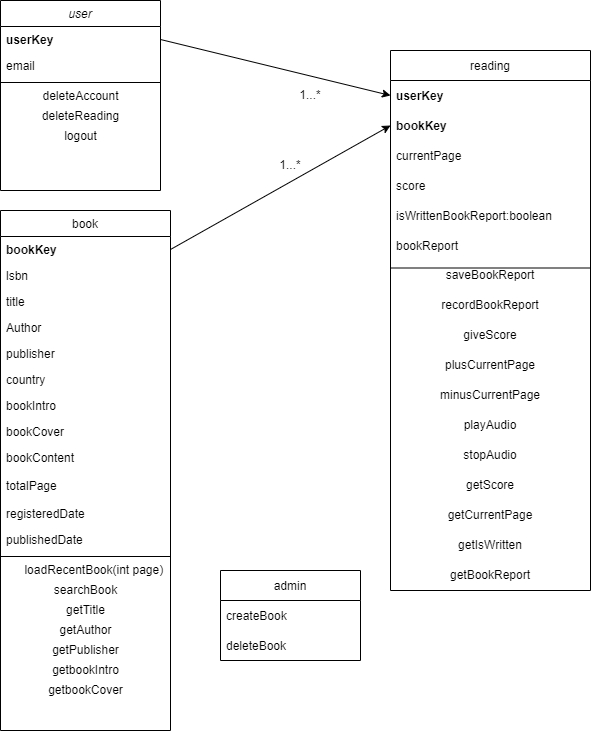 user
userKey
email
deleteAccount
deleteReading
logout
1...*
1...*
book
bookKey
Isbn
title
Author
publisher
country
bookIntro
bookCover
bookContent
totalPage
registeredDate
publishedDate
loadRecentBook(int page)
searchBook
getTitle
getAuthor
getPublisher
getbookIntro
getbookCover
reading
userKey
bookKey
currentPage
score
isWrittenBookReport:boolean
bookReport
saveBookReport
recordBookReport
giveScore
plusCurrentPage
minusCurrentPage
playAudio
stopAudio
getScore
getCurrentPage
getIsWritten
getBookReport
admin
createBook
deleteBook